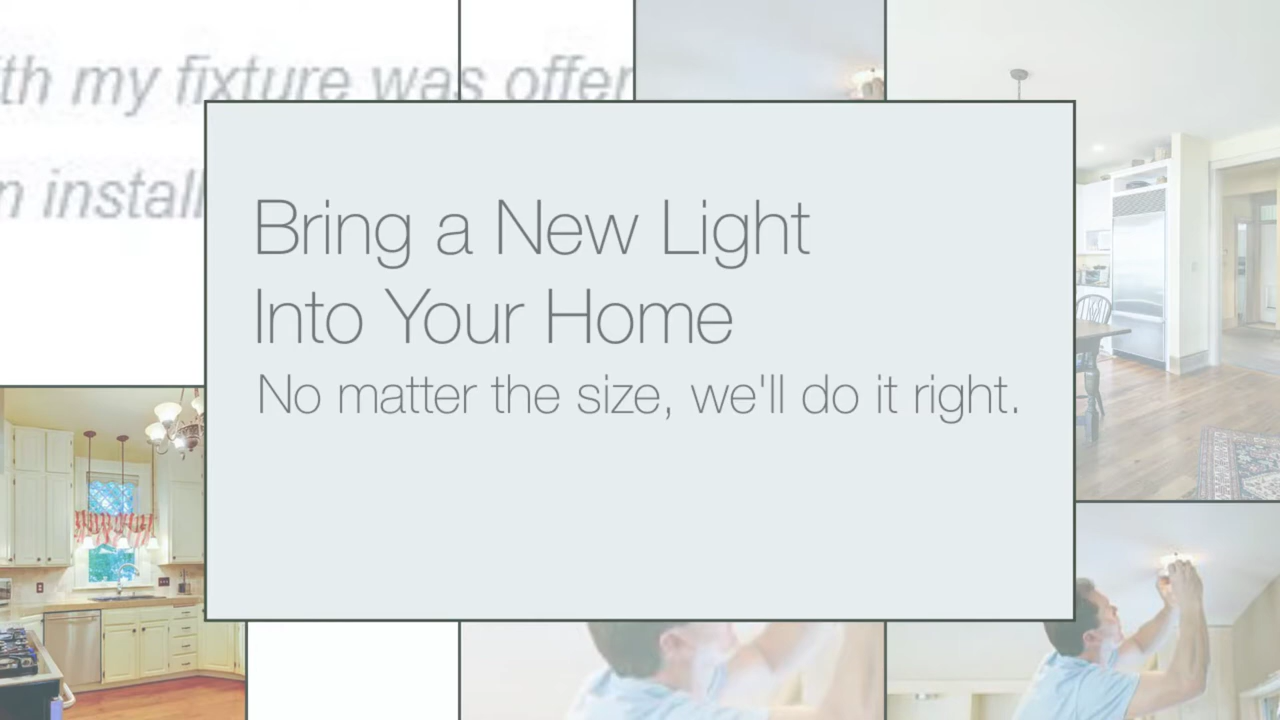 th my fixture was offer
n install
Bring a New Light
Into Your Home
No matter the size, we'll do it right.